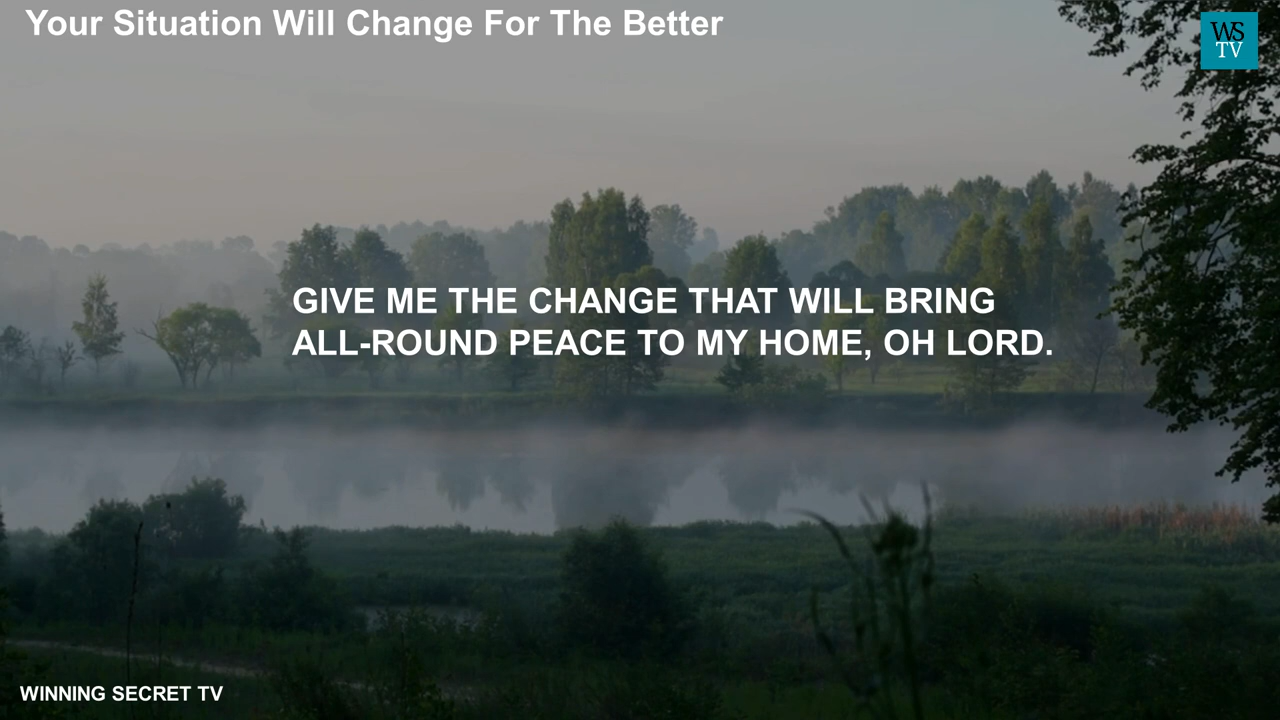 Your Situation Will Change For The Better
WS
TV
GIVE ME THE CHANGE THAT WILL BRING
ALL-ROUND PEACE TO MY HOME, OH LORD.
WINNING SECRET TV